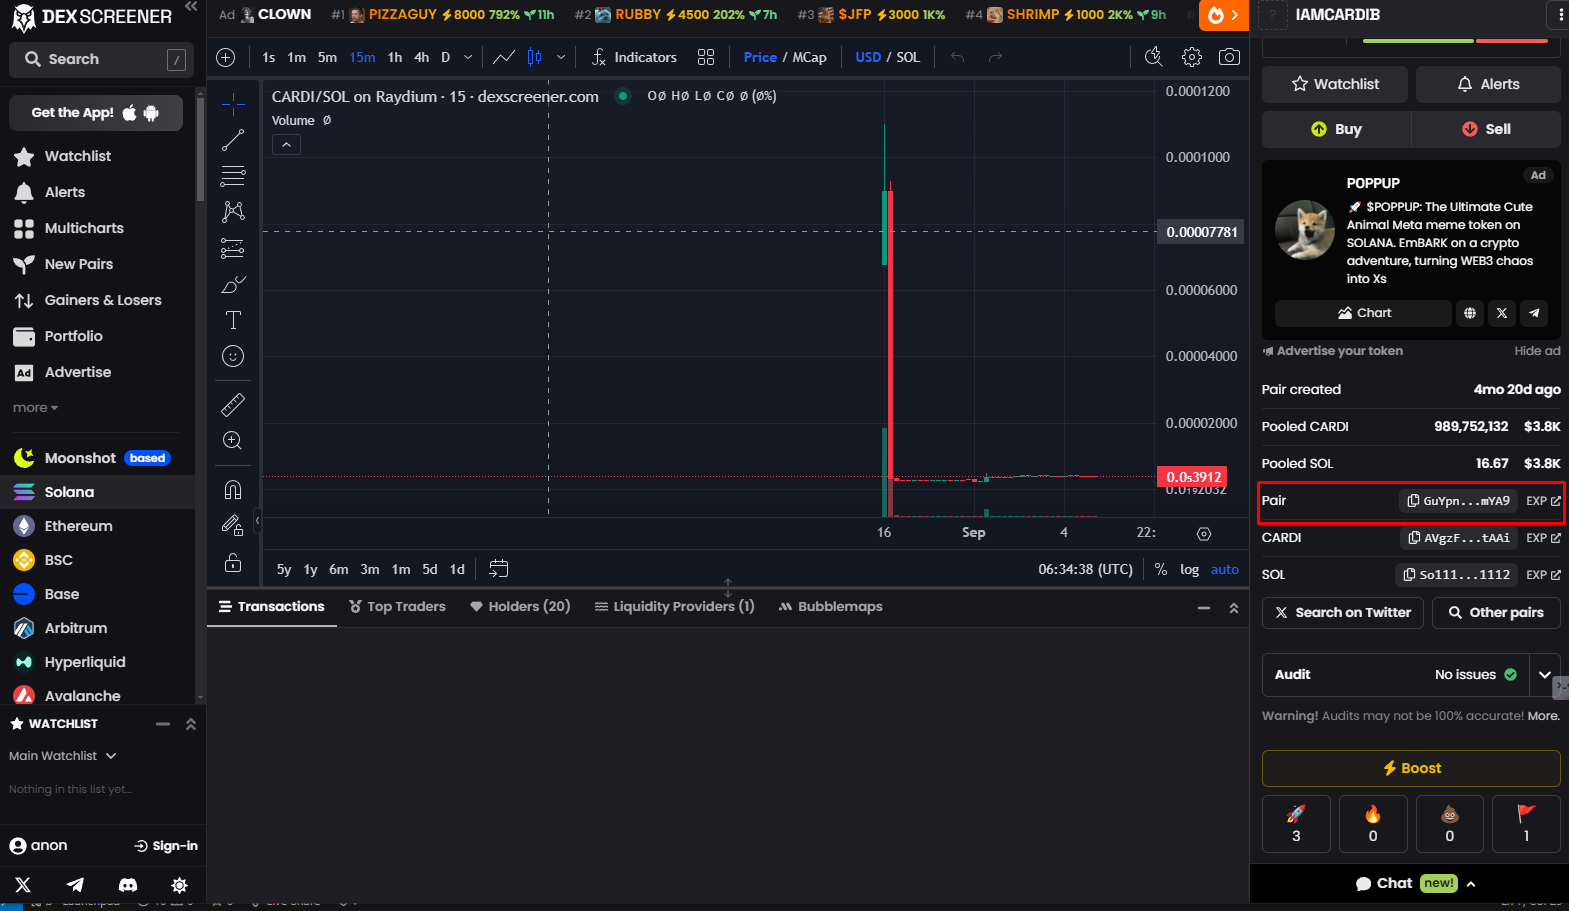 DEX SCREENER
Ad CLOWN #1 PIZZAGUY 8000 792% 11h #2 RUBBY 4500 202% 7h #3 $JFP 3000 1K% #4 SHRIMP 1000 2K% 9h
IAMCARDIB
Search /
1s 1m 5m 15m 1h 4h D Indicators Price / MCap USD / SOL
Get the App!
Watchlist
Alerts
Multicharts
New Pairs
Gainers & Losers
Portfolio
Ad Advertise
more
Moonshot based
Solana
Ethereum
BSC
Base
Arbitrum
Hyperliquid
Avalanche
WATCHLIST
Main Watchlist
Nothing in this list yet...
anon Sign-in
CARDI/SOL on Raydium · 15 · dexscreener.com O∅ H∅ L∅ C∅ ∅ (∅%)
Volume ∅
0.0001200
0.0001000
0.00007781
0.00006000
0.00004000
0.00002000
0.0₅3912
16 Sep 4 22:
5y 1y 6m 3m 1m 5d 1d 06:34:38 (UTC) % log auto
Transactions Top Traders Holders (20) Liquidity Providers (1) Bubblemaps
Watchlist Alerts
Buy Sell
POPPUP Ad
🚀 $POPPUP: The Ultimate Cute
Animal Meta meme token on
SOLANA. EmBARK on a crypto
adventure, turning WEB3 chaos
into Xs
Chart
Advertise your token Hide ad
Pair created 4mo 20d ago
Pooled CARDI 989,752,132 $3.8K
Pooled SOL 16.67 $3.8K
Pair GuYpn...mYA9 EXP
CARDI AVgzF...tAAi EXP
SOL So111...1112 EXP
Search on Twitter Other pairs
Audit No issues
Warning! Audits may not be 100% accurate! More.
Boost
🚀 🔥 💩 🚩
3 0 0 1
Chat new!